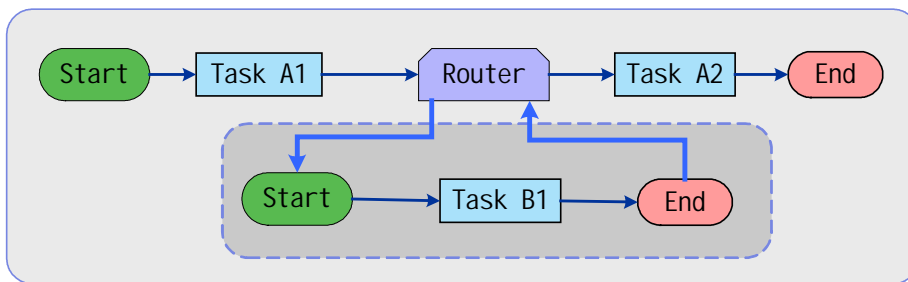 Start
Task A1
Router
Task A2
End
Start
Task B1
End